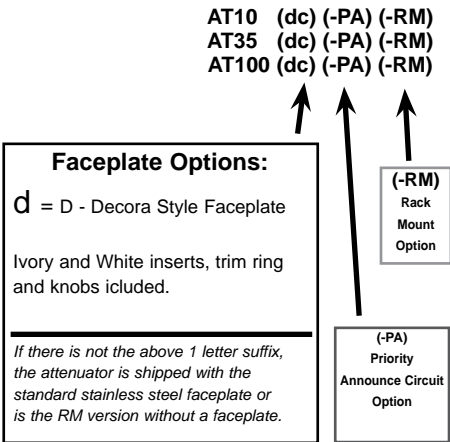 AT10 (dc) (-PA) (-RM)
AT35 (dc) (-PA) (-RM)
AT100 (dc) (-PA) (-RM)
Faceplate Options:
d = D - Decora Style Faceplate
Ivory and White inserts, trim ring
and knobs icluded.
If there is not the above 1 letter suffix,
the attenuator is shipped with the
standard stainless steel faceplate or
is the RM version without a faceplate.
(-RM)
Rack
Mount
Option
(-PA)
Priority
Announce Circuit
Option